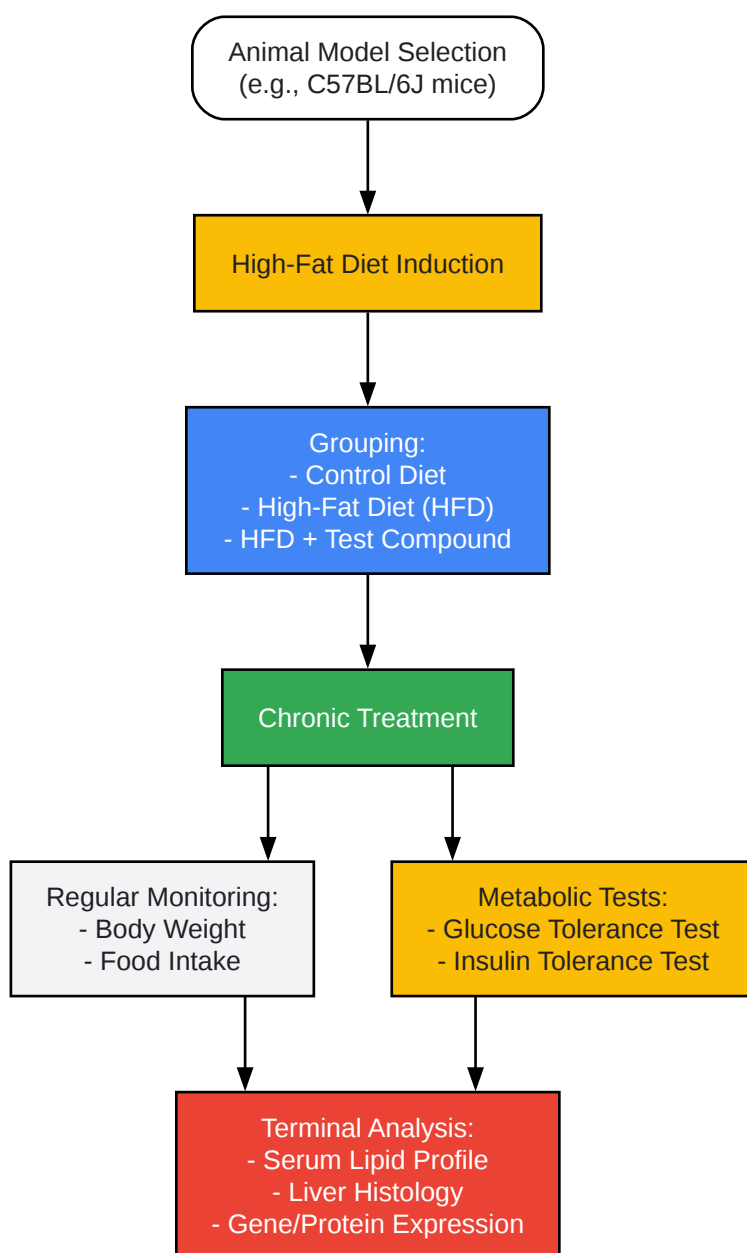 Animal Model Selection
(e.g., C57BL/6J mice)
High-Fat Diet Induction
Grouping:
- Control Diet
- High-Fat Diet (HFD)
- HFD + Test Compound
Chronic Treatment
Regular Monitoring:
- Body Weight
- Food Intake
Metabolic Tests:
- Glucose Tolerance Test
- Insulin Tolerance Test
Terminal Analysis:
- Serum Lipid Profile
- Liver Histology
- Gene/Protein Expression